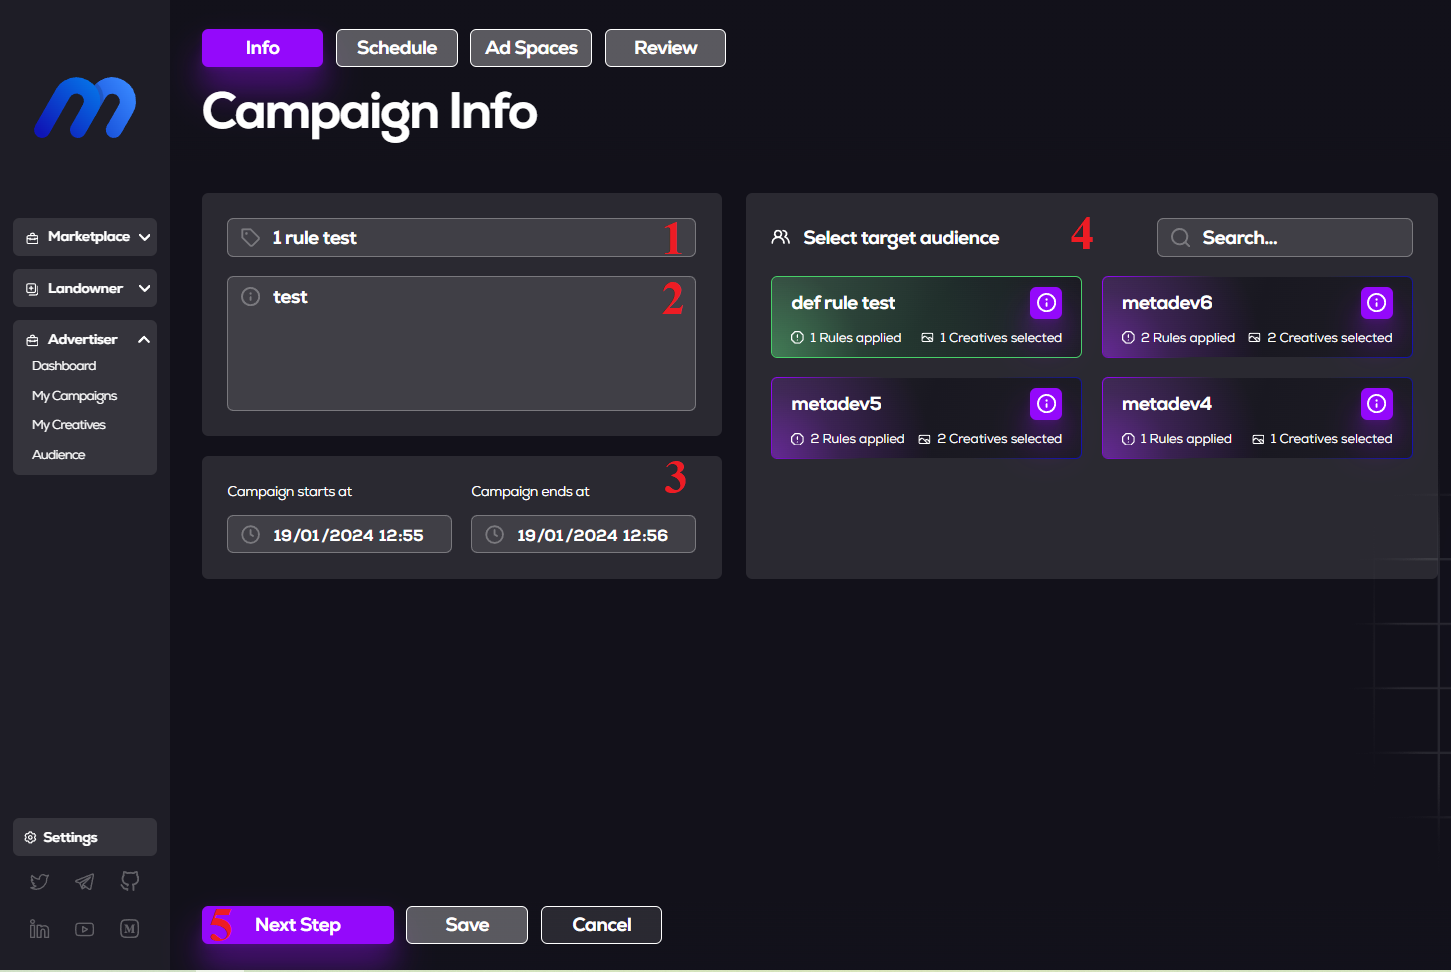 Info
Schedule
Ad Spaces
Review
Campaign Info
Marketplace
Landowner
Advertiser
Dashboard
My Campaigns
My Creatives
Audience
1 rule test
1
test
2
Campaign starts at
Campaign ends at
3
19/01/2024 12:55
19/01/2024 12:56
Select target audience
4
Search...
def rule test
1 Rules applied
1 Creatives selected
metadev6
2 Rules applied
2 Creatives selected
metadev5
2 Rules applied
2 Creatives selected
metadev4
1 Rules applied
1 Creatives selected
Settings
in
M
5
Next Step
Save
Cancel